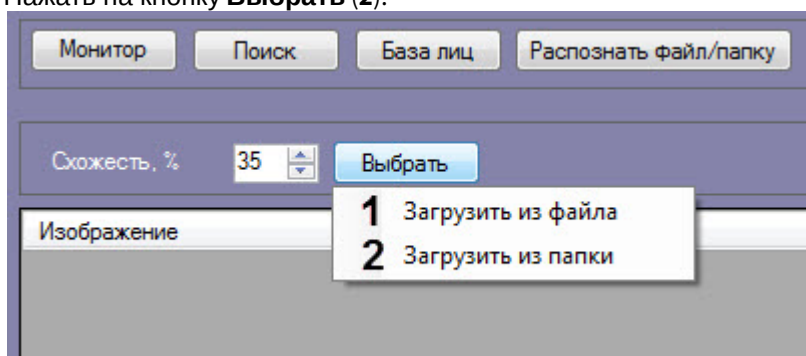 Нажать на кнопку Выбрать (2).
Монитор Поиск База лиц Распознать файл/папку
Схожесть, % 35 Выбрать
1 Загрузить из файла
Изображение
2 Загрузить из папки